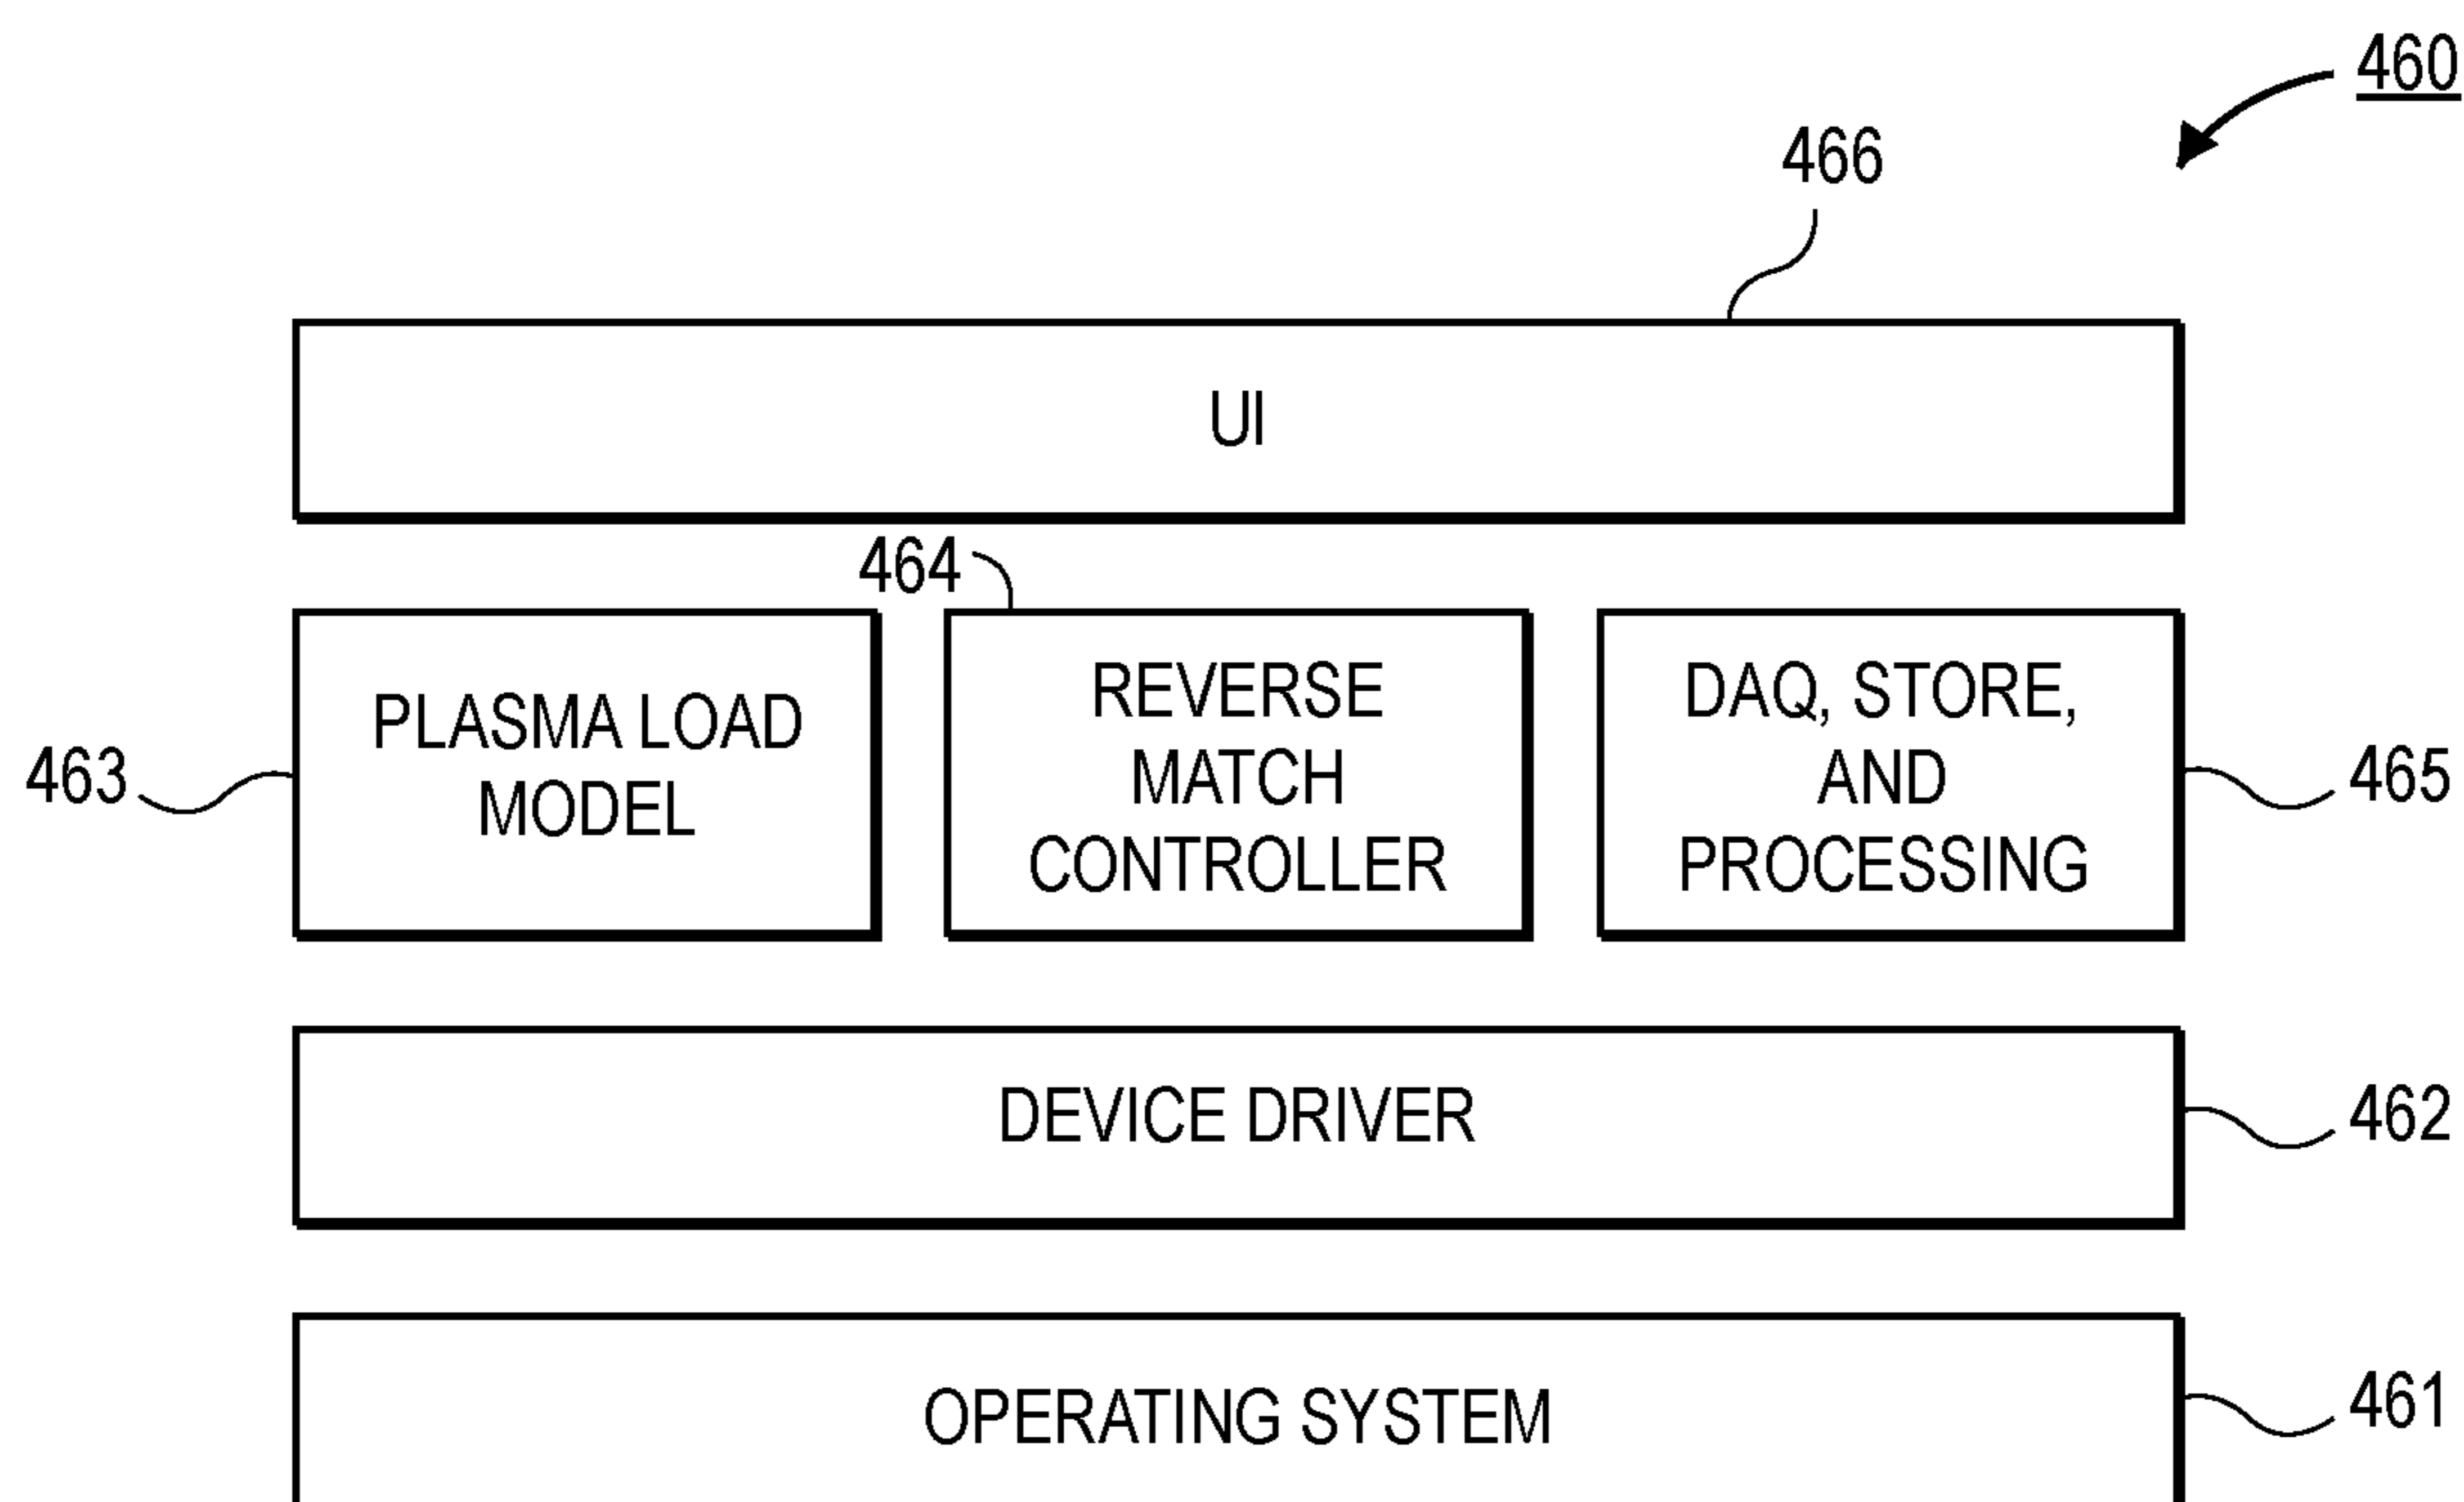 460
466
UI
464
PLASMA LOAD
MODEL
REVERSE
MATCH
CONTROLLER
DAQ, STORE,
AND
PROCESSING
463
465
DEVICE DRIVER
462
OPERATING SYSTEM
461